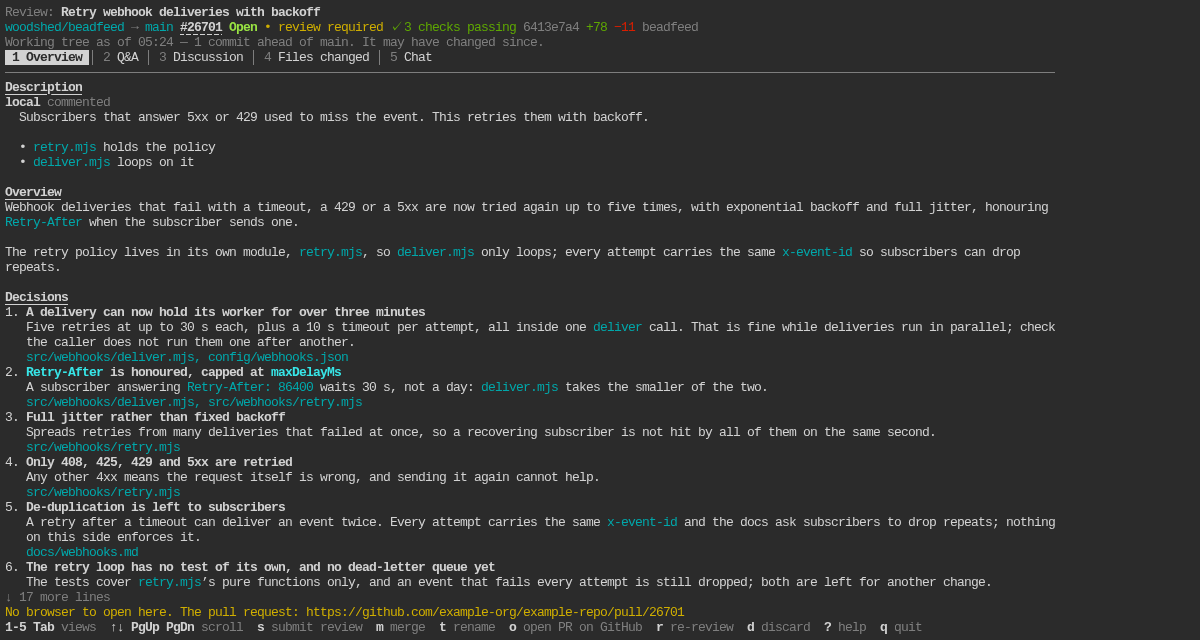 Review: Retry webhook deliveries with backoff
woodshed/beadfeed → main #26701 Open • review required ✓ 3 checks passing 6413e7a4 +78 −11 beadfeed
Working tree as of 05:24 — 1 commit ahead of main. It may have changed since.
1 Overview │ 2 Q&A │ 3 Discussion │ 4 Files changed │ 5 Chat
Description
local commented
Subscribers that answer 5xx or 429 used to miss the event. This retries them with backoff.
• retry.mjs holds the policy
• deliver.mjs loops on it
Overview
Webhook deliveries that fail with a timeout, a 429 or a 5xx are now tried again up to five times, with exponential backoff and full jitter, honouring
Retry-After when the subscriber sends one.
The retry policy lives in its own module, retry.mjs, so deliver.mjs only loops; every attempt carries the same x-event-id so subscribers can drop
repeats.
Decisions
1. A delivery can now hold its worker for over three minutes
Five retries at up to 30 s each, plus a 10 s timeout per attempt, all inside one deliver call. That is fine while deliveries run in parallel; check
the caller does not run them one after another.
src/webhooks/deliver.mjs, config/webhooks.json
2. Retry-After is honoured, capped at maxDelayMs
A subscriber answering Retry-After: 86400 waits 30 s, not a day: deliver.mjs takes the smaller of the two.
src/webhooks/deliver.mjs, src/webhooks/retry.mjs
3. Full jitter rather than fixed backoff
Spreads retries from many deliveries that failed at once, so a recovering subscriber is not hit by all of them on the same second.
src/webhooks/retry.mjs
4. Only 408, 425, 429 and 5xx are retried
Any other 4xx means the request itself is wrong, and sending it again cannot help.
src/webhooks/retry.mjs
5. De-duplication is left to subscribers
A retry after a timeout can deliver an event twice. Every attempt carries the same x-event-id and the docs ask subscribers to drop repeats; nothing
on this side enforces it.
docs/webhooks.md
6. The retry loop has no test of its own, and no dead-letter queue yet
The tests cover retry.mjs’s pure functions only, and an event that fails every attempt is still dropped; both are left for another change.
↓ 17 more lines
No browser to open here. The pull request: https://github.com/example-org/example-repo/pull/26701
1-5 Tab views ↑↓ PgUp PgDn scroll s submit review m merge t rename o open PR on GitHub r re-review d discard ? help q quit